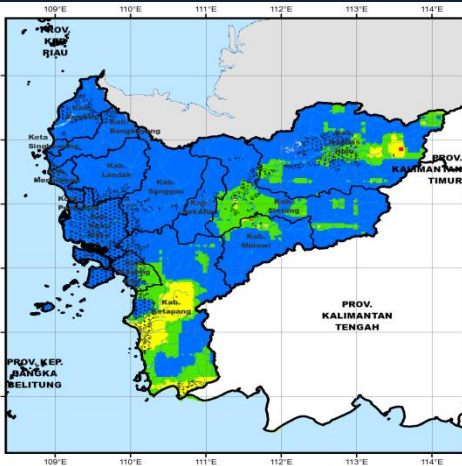 109°E 110°E 111°E 112°E 113°E 114°E
PROV.
KEP.
RIAU
Kab.
Bengkayang
Kota
Singkawang
Kab.
Landak
Kab.
Sanggau
Kab.
Sekadau
Kab.
Sintang
Kab.
Melawi
Kab.
Ketapang
PROV.
KALIMANTAN
TIMUR
PROV.
KALIMANTAN
TENGAH
PROV. KEP.
BANGKA
BELITUNG
109°E 110°E 111°E 112°E 113°E 114°E